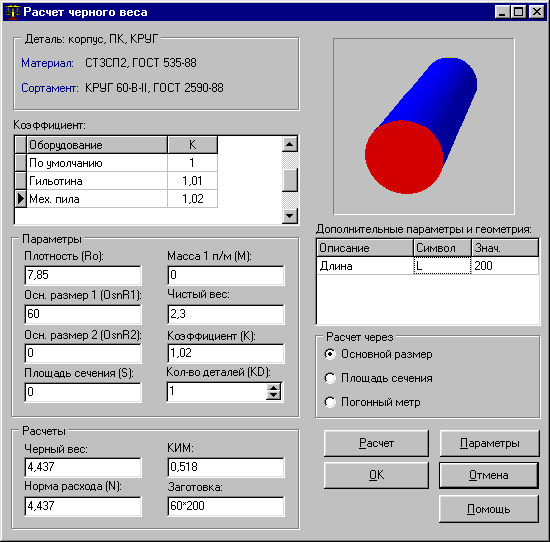 Расчет черного веса
Деталь: корпус, ПК, КРУГ
Материал: СТ3СП2, ГОСТ 535-88
Сортамент: КРУГ 60-В-II, ГОСТ 2590-88
Коэффициент:
Оборудование К
По умолчанию 1
Гильотина 1,01
Мех. пила 1,02
Дополнительные параметры и геометрия:
Описание Символ Знач.
Длина L 200
Параметры
Плотность (Ro): Масса 1 п/м (M):
7,85 0
Осн. размер 1 (OsnR1): Чистый вес:
60 2,3
Осн. размер 2 (OsnR2): Коэффициент (K):
0 1,02
Площадь сечения (S): Кол-во деталей (KD):
0 1
Расчет через
Основной размер
Площадь сечения
Погонный метр
Расчеты
Черный вес: КИМ:
4,437 0,518
Норма расхода (N): Заготовка:
4,437 60*200
Расчет Параметры
OK Отмена
Помощь